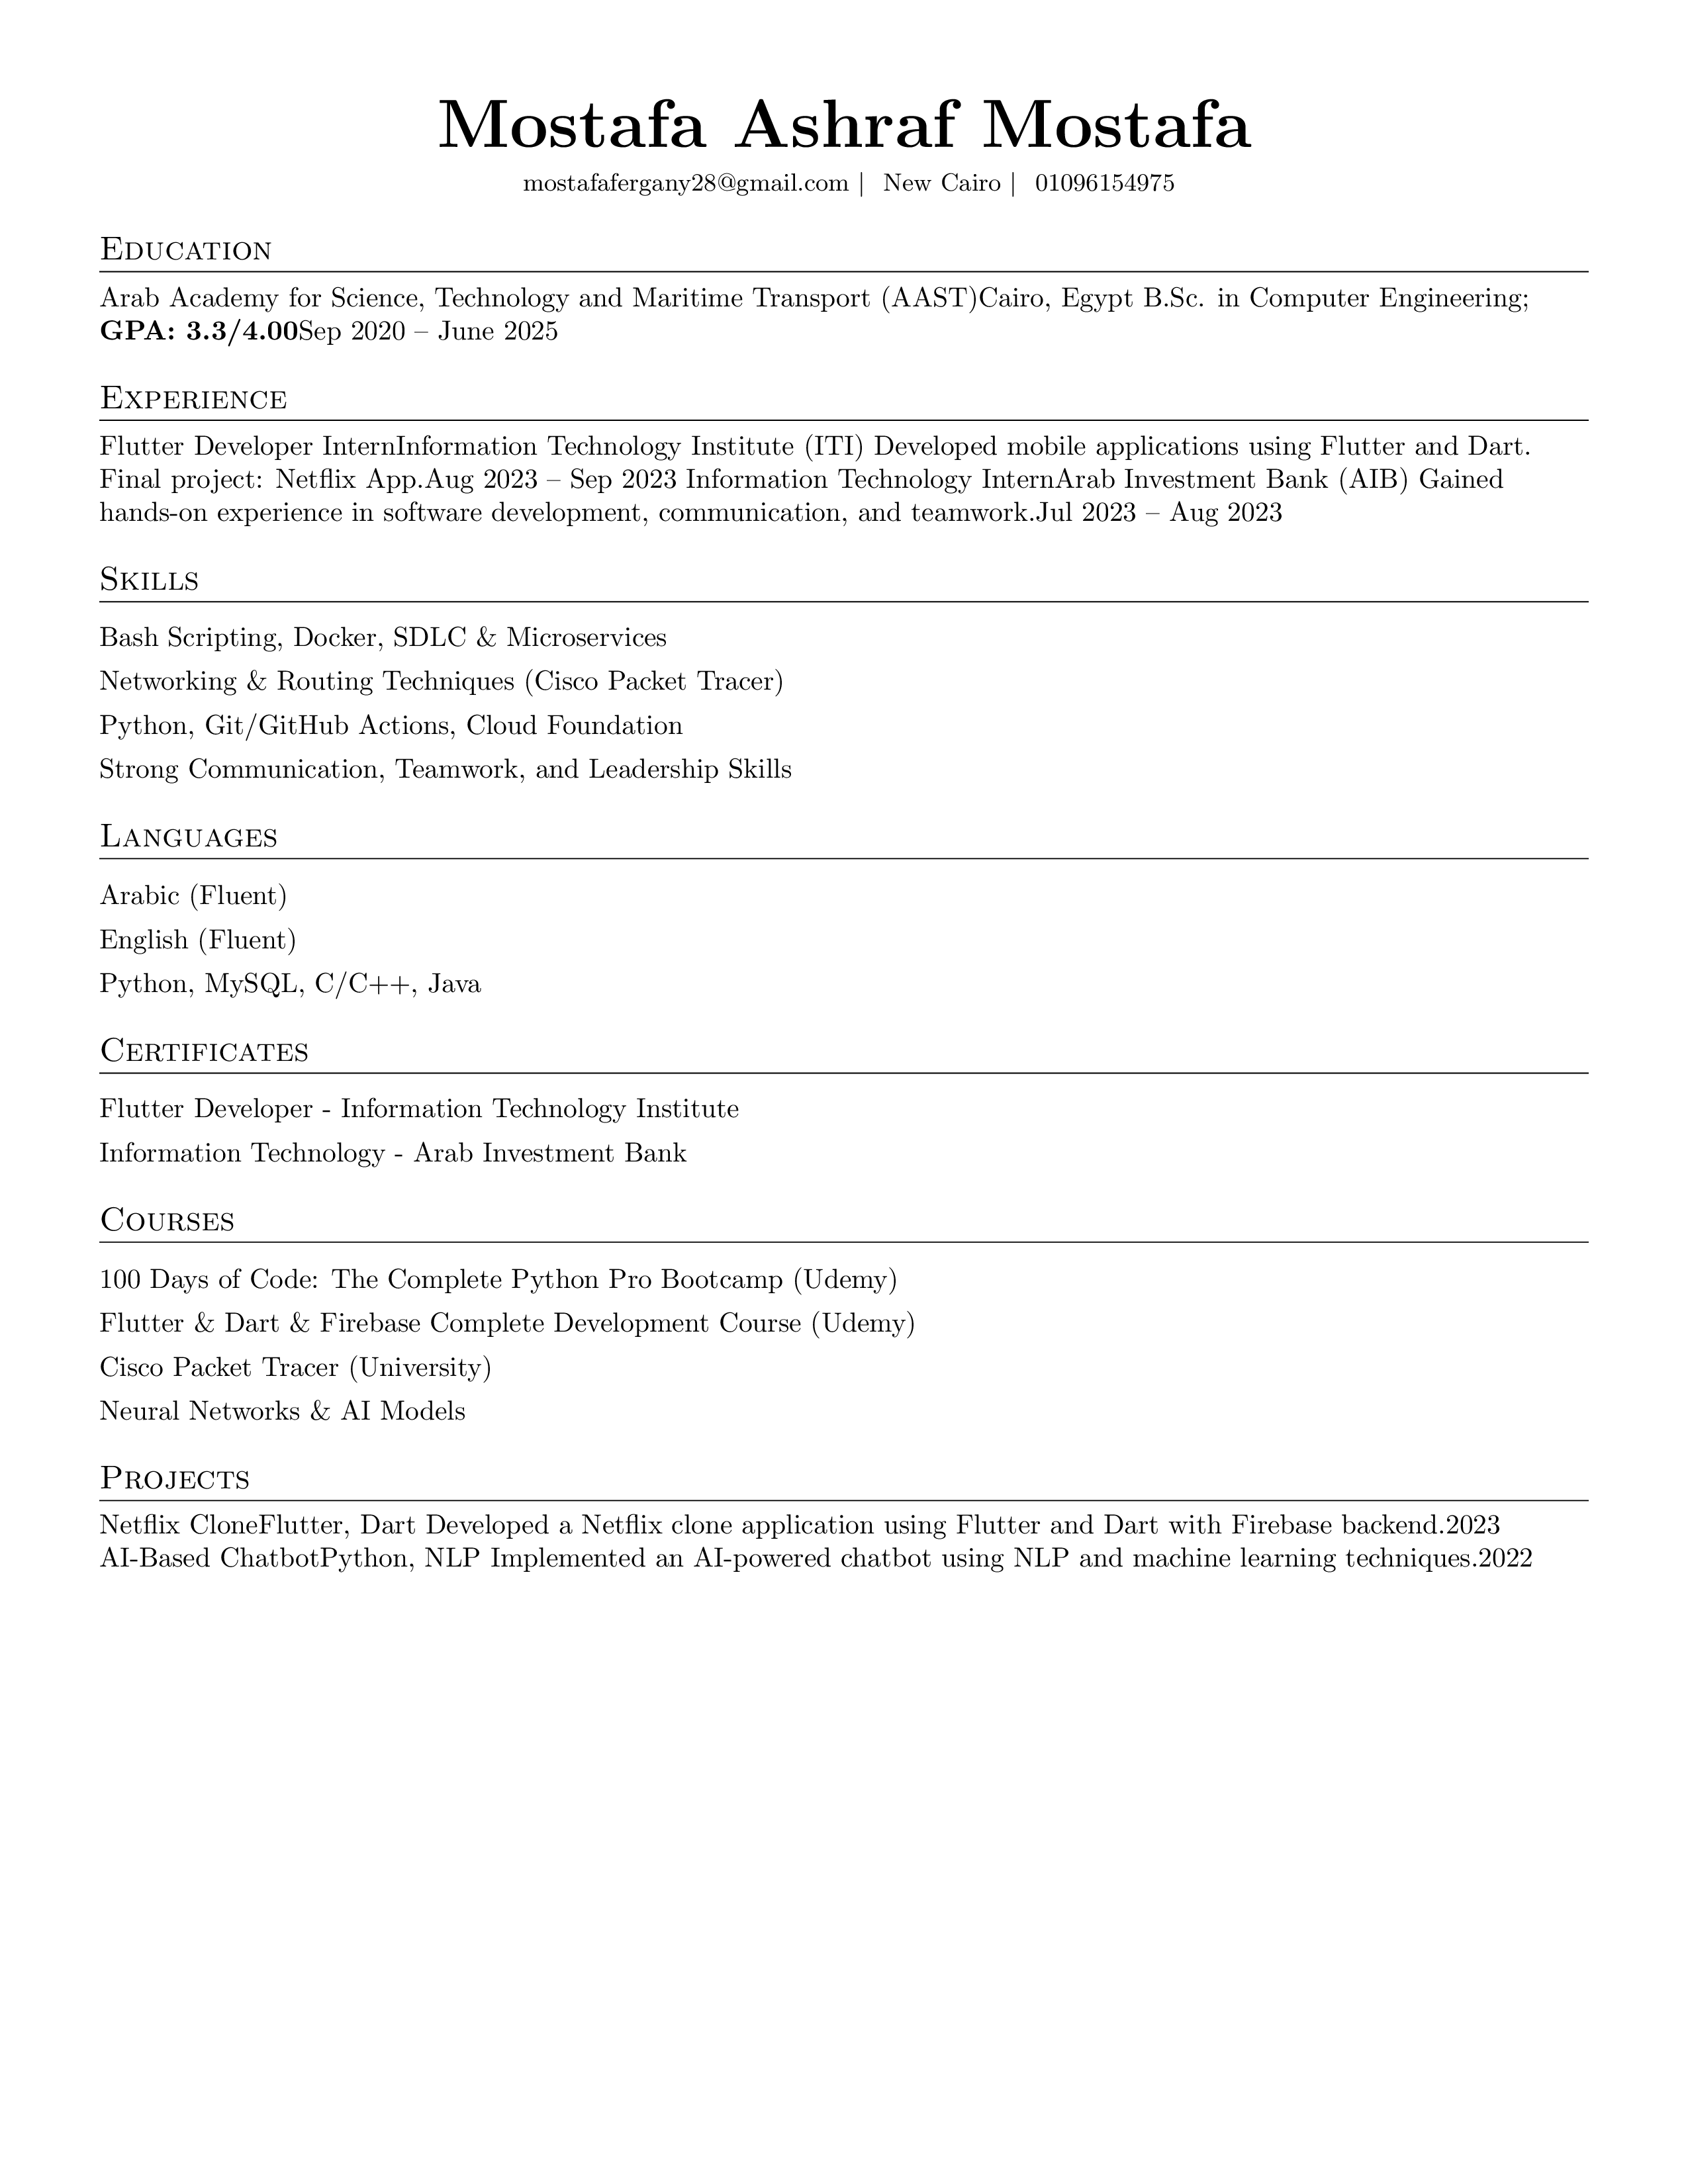 Mostafa Ashraf Mostafa
mostafafergany28@gmail.com | New Cairo | 01096154975
Education
Arab Academy for Science, Technology and Maritime Transport (AAST)Cairo, Egypt B.Sc. in Computer Engineering;
GPA: 3.3/4.00Sep 2020 – June 2025
Experience
Flutter Developer InternInformation Technology Institute (ITI) Developed mobile applications using Flutter and Dart.
Final project: Netflix App.Aug 2023 – Sep 2023 Information Technology InternArab Investment Bank (AIB) Gained
hands-on experience in software development, communication, and teamwork.Jul 2023 – Aug 2023
Skills
Bash Scripting, Docker, SDLC & Microservices
Networking & Routing Techniques (Cisco Packet Tracer)
Python, Git/GitHub Actions, Cloud Foundation
Strong Communication, Teamwork, and Leadership Skills
Languages
Arabic (Fluent)
English (Fluent)
Python, MySQL, C/C++, Java
Certificates
Flutter Developer - Information Technology Institute
Information Technology - Arab Investment Bank
Courses
100 Days of Code: The Complete Python Pro Bootcamp (Udemy)
Flutter & Dart & Firebase Complete Development Course (Udemy)
Cisco Packet Tracer (University)
Neural Networks & AI Models
Projects
Netflix CloneFlutter, Dart Developed a Netflix clone application using Flutter and Dart with Firebase backend.2023
AI-Based ChatbotPython, NLP Implemented an AI-powered chatbot using NLP and machine learning techniques.2022